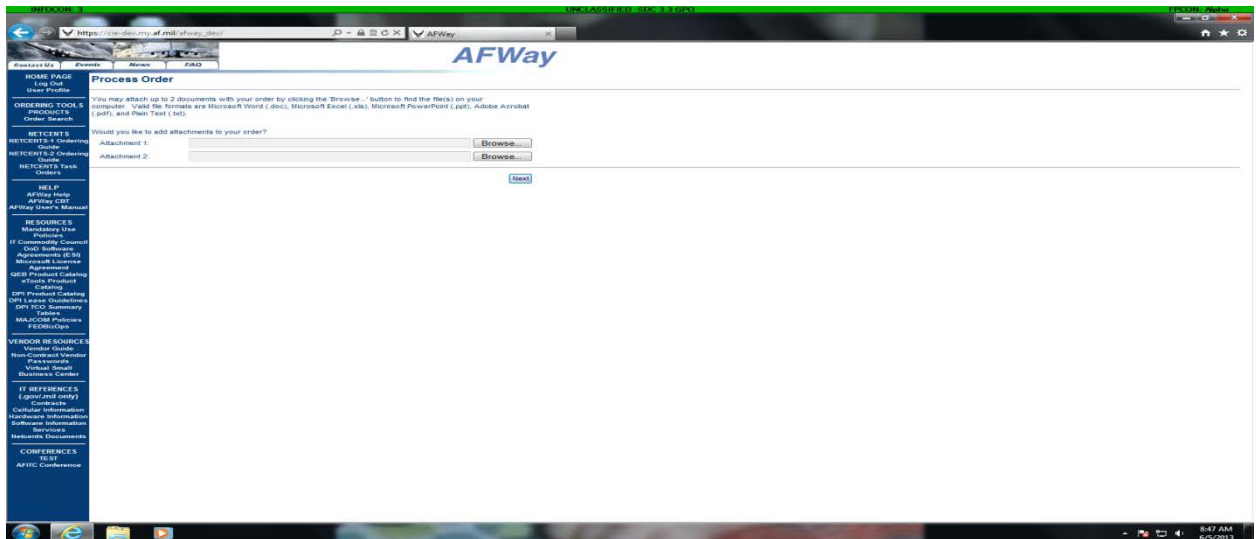 INFOCON: 3
UNCLASSIFIED -SDC 3.3 GPO
FPCON: Alpha
https://cie-dev.my.af.mil/afway_dev/
AFWay
AFWay
Contact Us
Events
News
FAQ
HOME PAGE
Log Out
User Profile
ORDERING TOOLS
PRODUCTS
Order Search
NETCENTS
NETCENTS-1 Ordering
Guide
NETCENTS-2 Ordering
Guide
NETCENTS Task
Orders
HELP
AFWay Help
AFWay CBT
AFWay User's Manual
RESOURCES
Mandatory Use
Policies
IT Commodity Council
DoD Software
Agreements (ESI)
Microsoft License
Agreement
QEB Product Catalog
eTools Product
Catalog
DPI Product Catalog
DPI Lease Guidelines
DPI TCO Summary
Tables
MAJCOM Policies
FEDBizOps
VENDOR RESOURCES
Vendor Guide
Non-Contract Vendor
Passwords
Virtual Small
Business Center
IT REFERENCES
(.gov/.mil only)
Contracts
Cellular Information
Hardware Information
Software Information
Services
Netcents Documents
CONFERENCES
TEST
AFITC Conference
Process Order
You may attach up to 2 documents with your order by clicking the 'Browse...' button to find the file(s) on your
computer. Valid file formats are Microsoft Word (.doc), Microsoft Excel (.xls), Microsoft PowerPoint (.ppt), Adobe Acrobat
(.pdf), and Plain Text (.txt).
Would you like to add attachments to your order?
Attachment 1:
Browse...
Attachment 2:
Browse...
Next
8:47 AM
6/5/2013